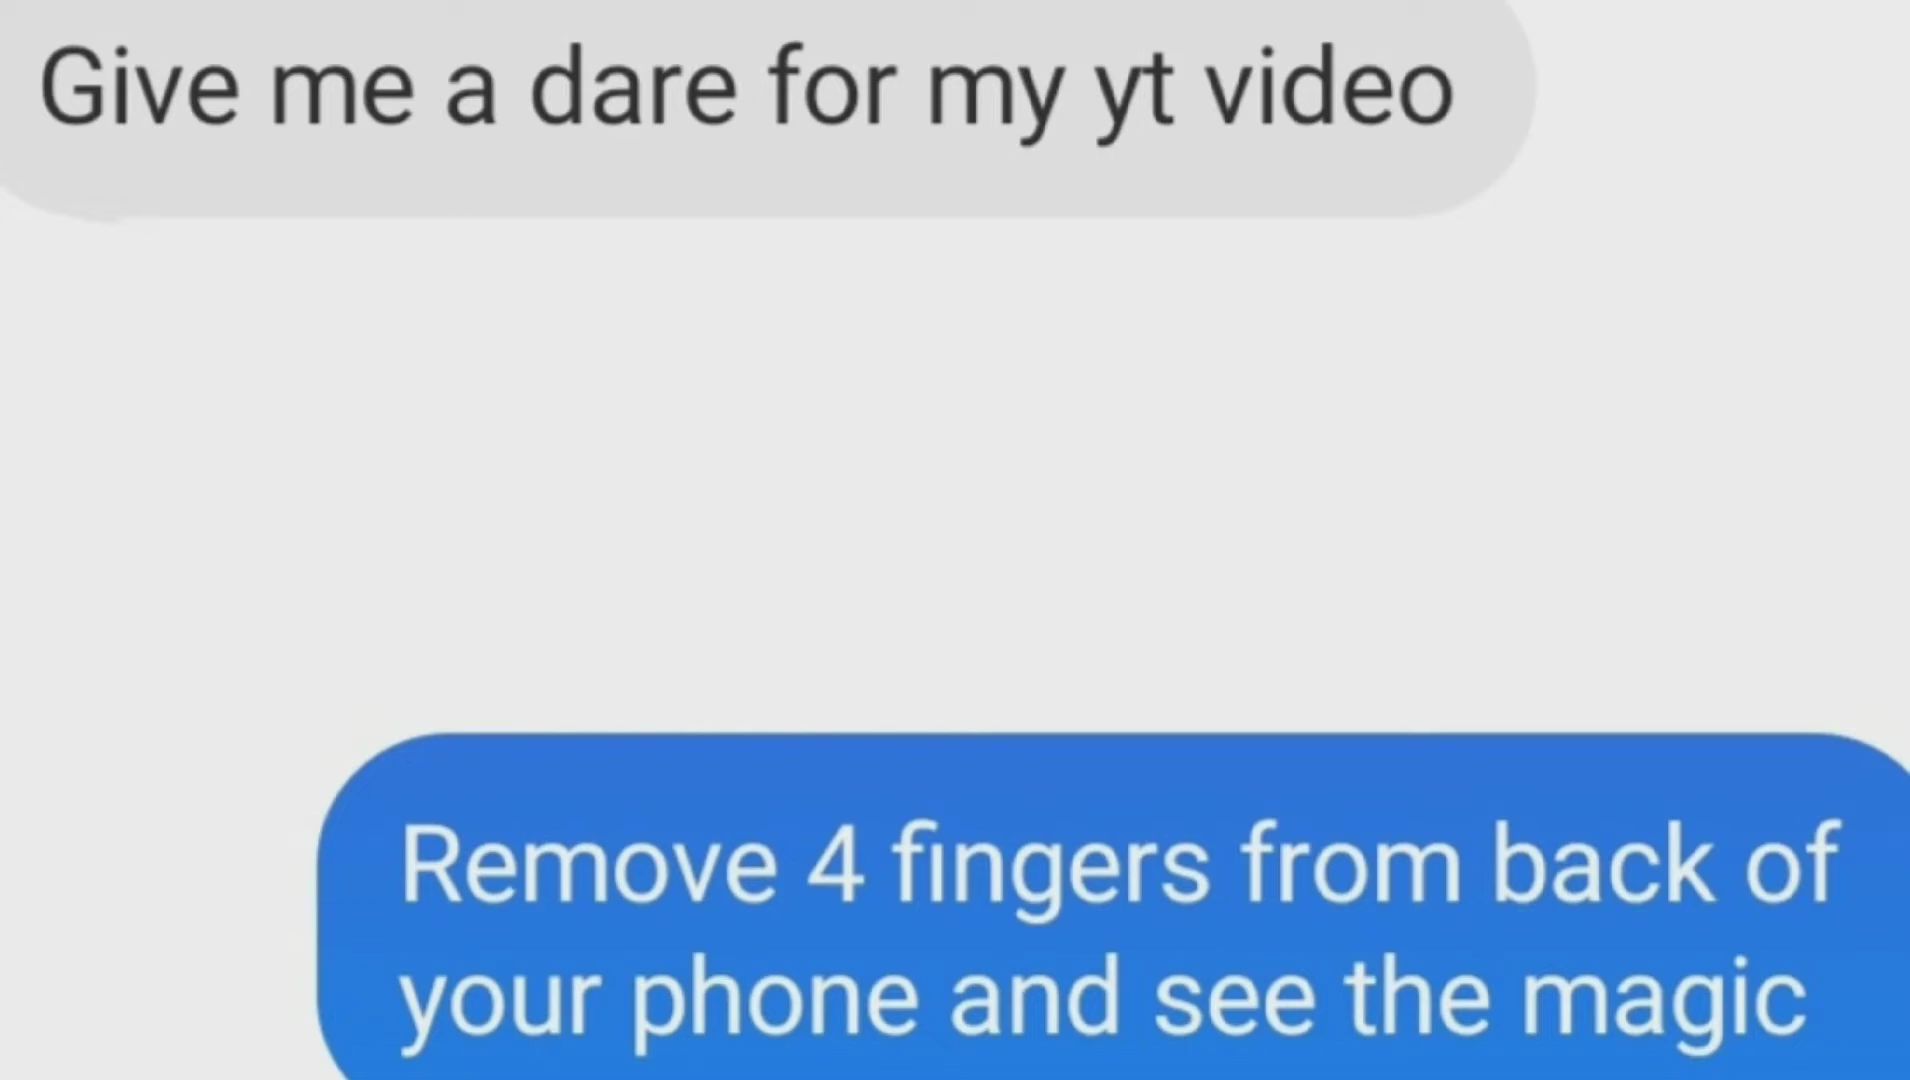 Give me a dare for my yt video
Remove 4 fingers from back of
your phone and see the magic